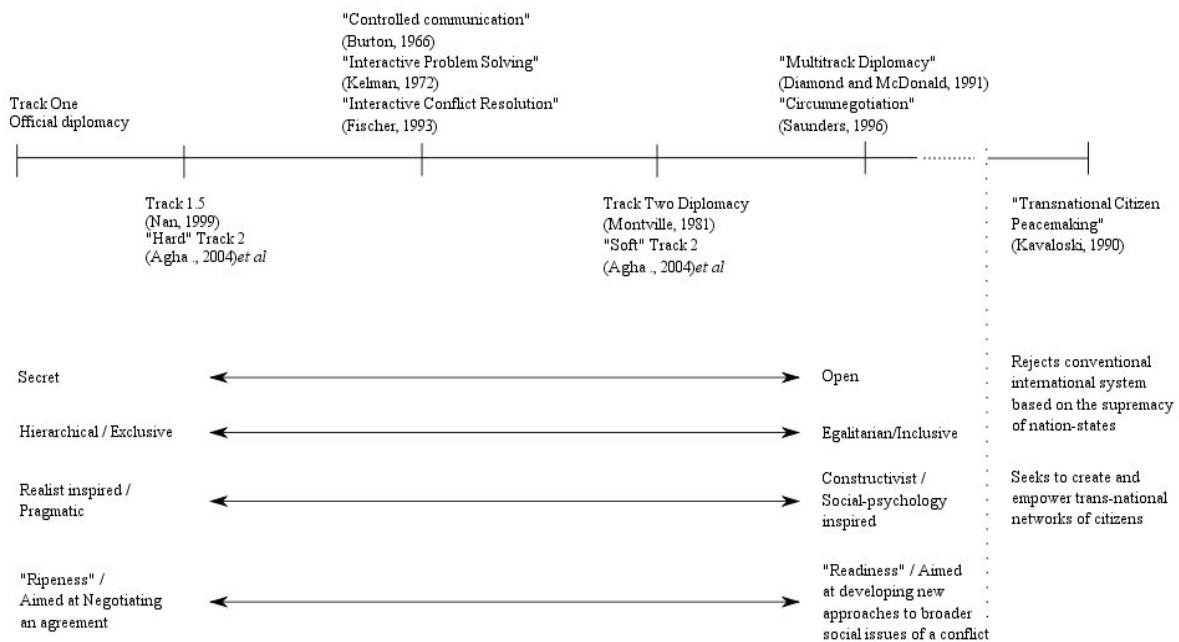 "Controlled communication"
(Burton, 1966)
"Interactive Problem Solving"
(Kelman, 1972)
"Interactive Conflict Resolution"
(Fischer, 1993)
"Multitrack Diplomacy"
(Diamond and McDonald, 1991)
"Circumnegotiation"
(Saunders, 1996)
Track One
Official diplomacy
Track 1.5
(Nan, 1999)
"Hard" Track 2
(Agha ., 2004)et al
Track Two Diplomacy
(Montville, 1981)
"Soft" Track 2
(Agha ., 2004)et al
"Transnational Citizen
Peacemaking"
(Kavaloski, 1990)
Secret
Open
Hierarchical / Exclusive
Egalitarian/Inclusive
Realist inspired /
Pragmatic
Constructivist /
Social-psychology
inspired
"Ripeness" /
Aimed at Negotiating
an agreement
"Readiness" / Aimed
at developing new
approaches to broader
social issues of a conflict
Rejects conventional
international system
based on the supremacy
of nation-states
Seeks to create and
empower trans-national
networks of citizens